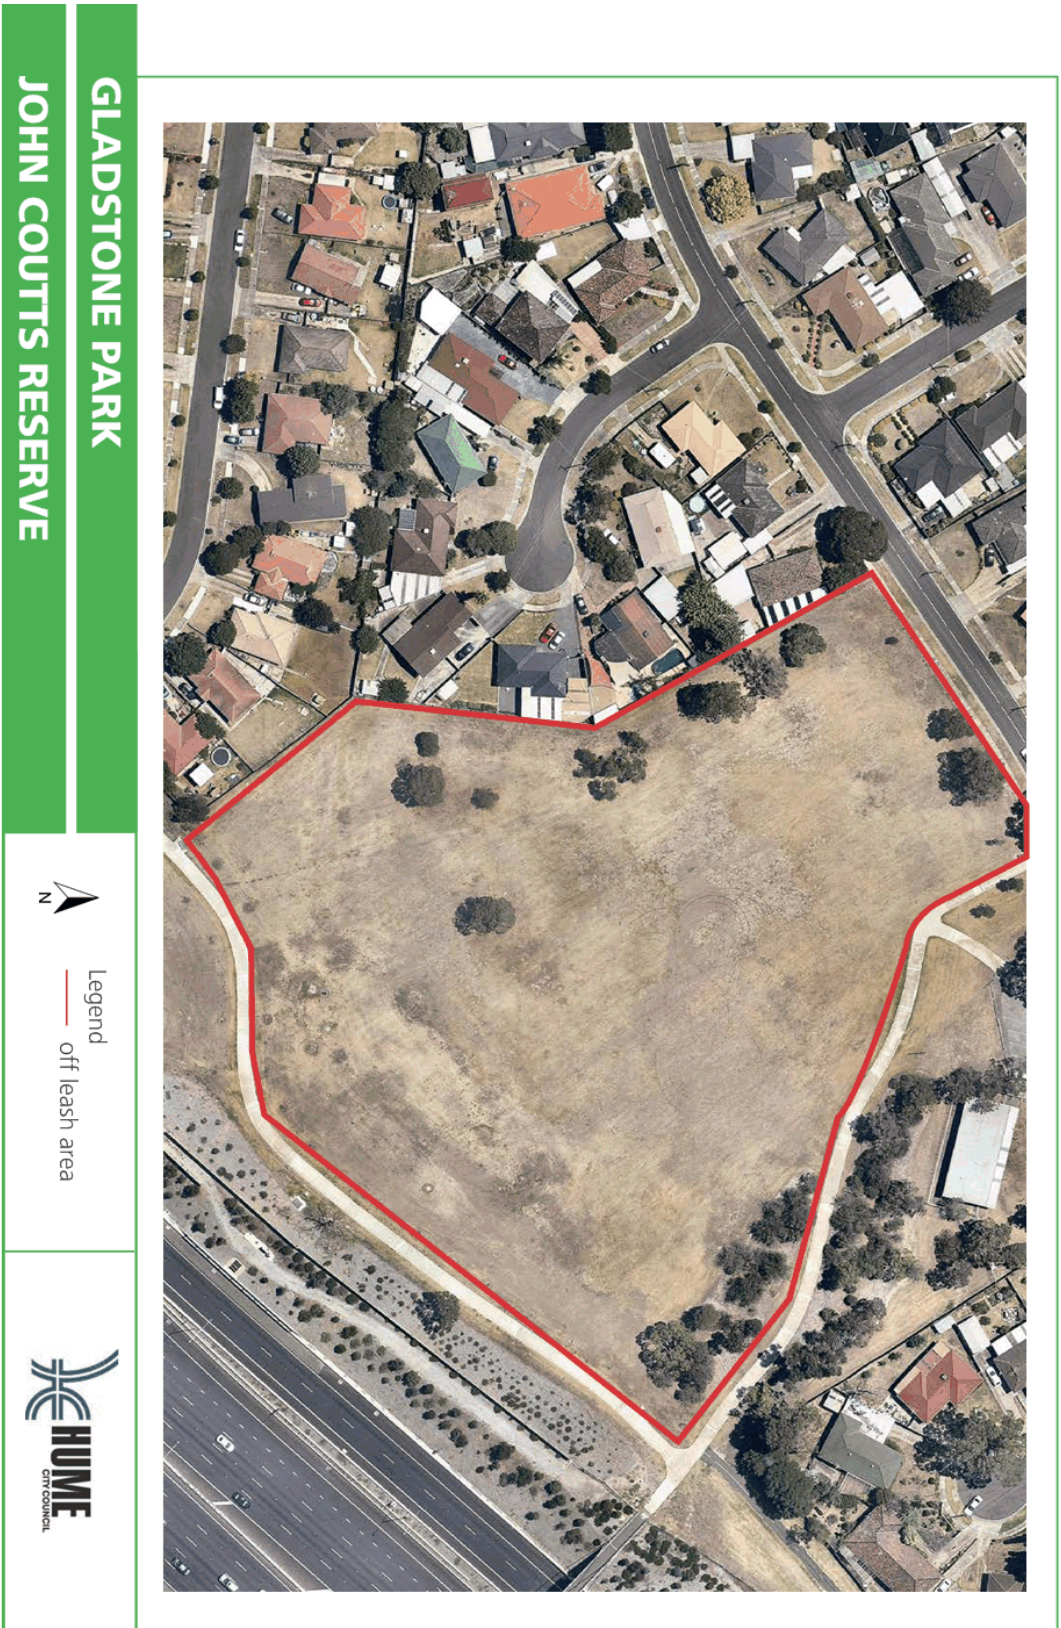 GLADSTONE PARK
JOHN COUTTS RESERVE
N
Legend
off leash area
HUME
CITY COUNCIL